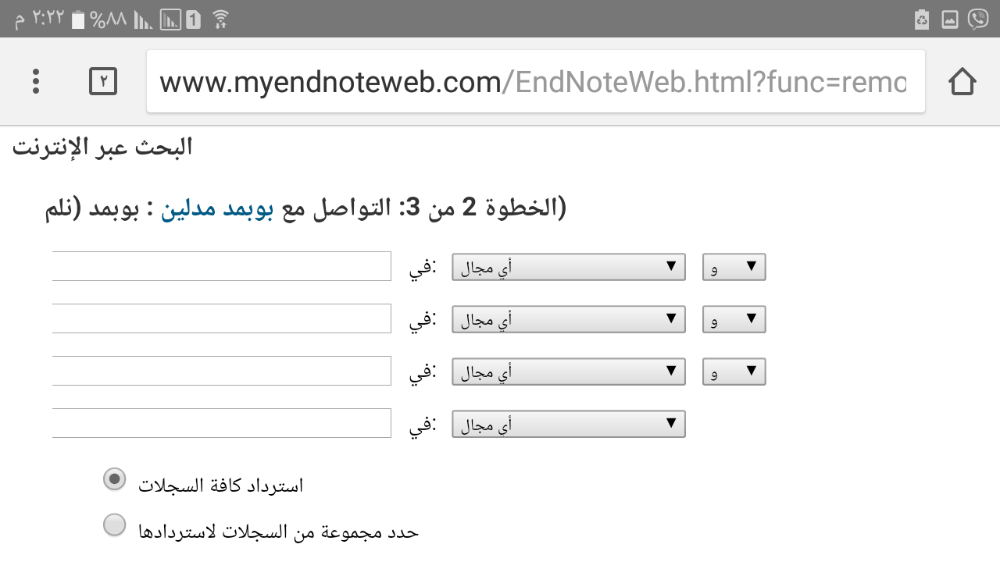 م ٢:٢٢ %٨٨ 1
٢ www.myendnoteweb.com/EndNoteWeb.html?func=remo
البحث عبر الإنترنت
(الخطوة 2 من 3: التواصل مع بوبمد مدلين : بوبمد (نلم
في: أي مجال و
في: أي مجال و
في: أي مجال و
في: أي مجال
استرداد كافة السجلات
حدد مجموعة من السجلات لاستردادها